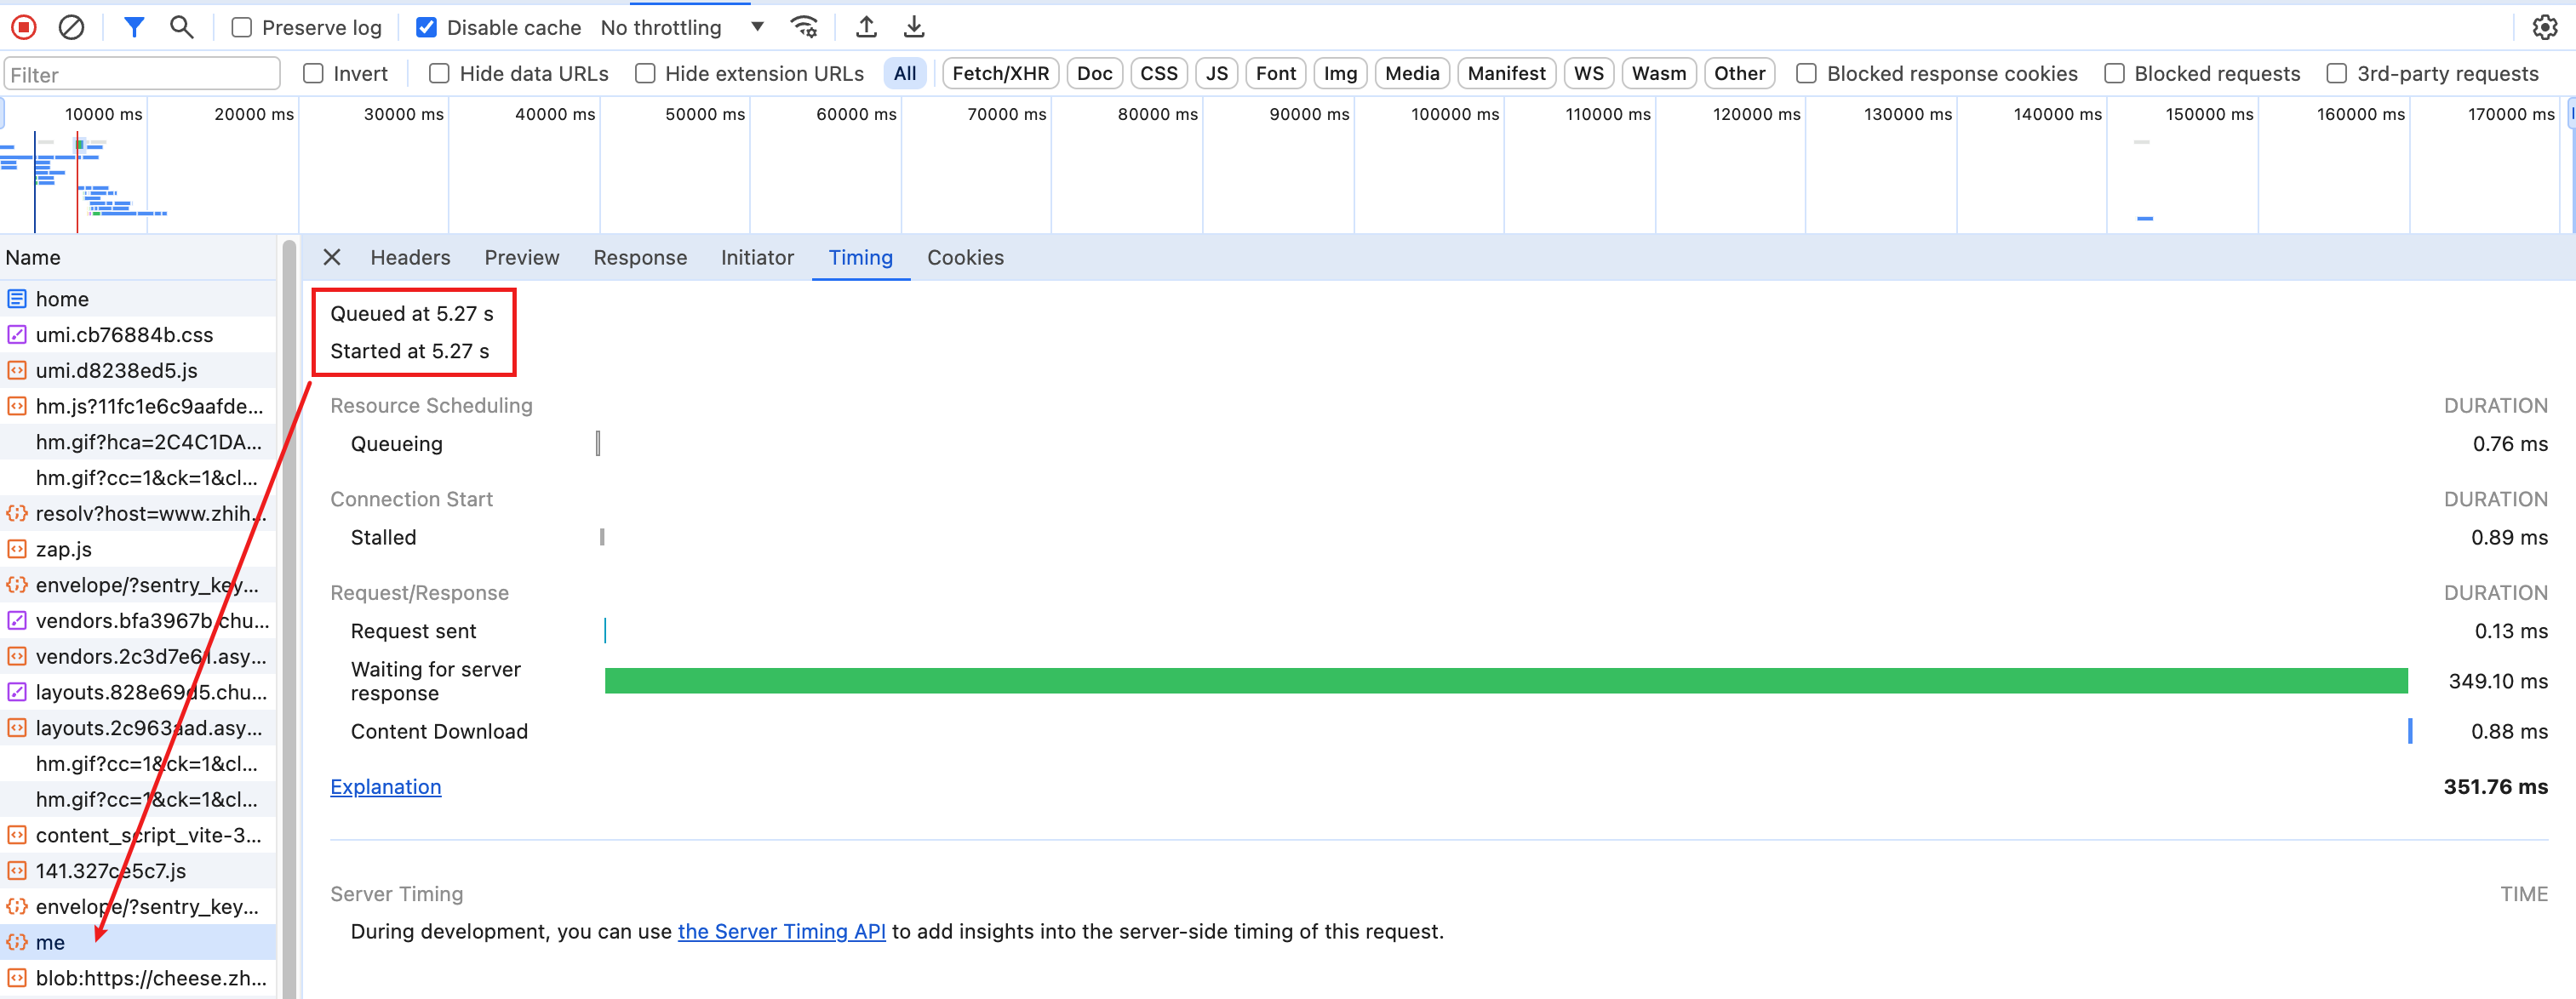 Preserve log Disable cache No throttling
Filter Invert Hide data URLs Hide extension URLs All Fetch/XHR Doc CSS JS Font Img Media Manifest WS Wasm Other Blocked response cookies Blocked requests 3rd-party requests
10000 ms 20000 ms 30000 ms 40000 ms 50000 ms 60000 ms 70000 ms 80000 ms 90000 ms 100000 ms 110000 ms 120000 ms 130000 ms 140000 ms 150000 ms 160000 ms 170000 ms
Name
home
umi.cb76884b.css
umi.d8238ed5.js
hm.js?11fc1e6c9aafde...
hm.gif?hca=2C4C1DA...
hm.gif?cc=1&ck=1&cl...
resolv?host=www.zhih...
zap.js
envelope/?sentry_key...
vendors.bfa3967b.chu...
vendors.2c3d7e61.asy...
layouts.828e69d5.chu...
layouts.2c963aad.asy...
hm.gif?cc=1&ck=1&cl...
hm.gif?cc=1&ck=1&cl...
content_script_vite-3...
141.327ce5c7.js
envelope/?sentry_key...
me
blob:https://cheese.zh...
Headers Preview Response Initiator Timing Cookies
Queued at 5.27 s
Started at 5.27 s
Resource Scheduling DURATION
Queueing 0.76 ms
Connection Start DURATION
Stalled 0.89 ms
Request/Response DURATION
Request sent 0.13 ms
Waiting for server
response 349.10 ms
Content Download 0.88 ms
Explanation 351.76 ms
Server Timing TIME
During development, you can use the Server Timing API to add insights into the server-side timing of this request.